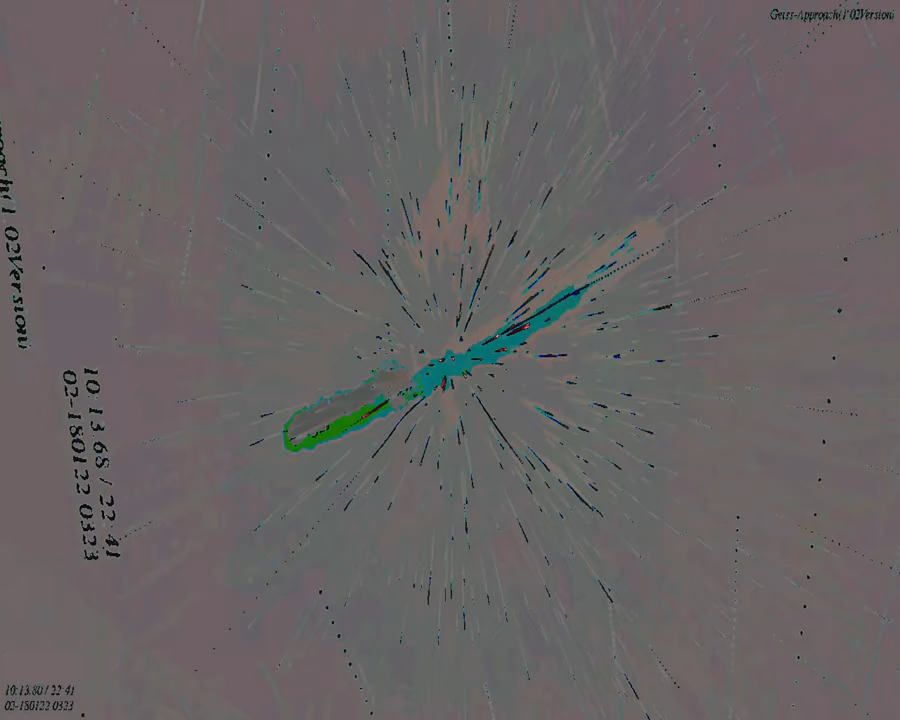 Geiss-Approach(1 02Version)
02Version)
10 13.68 / 22 41
02-180122 0323
10:13.80 / 22 41
02-180122 0323